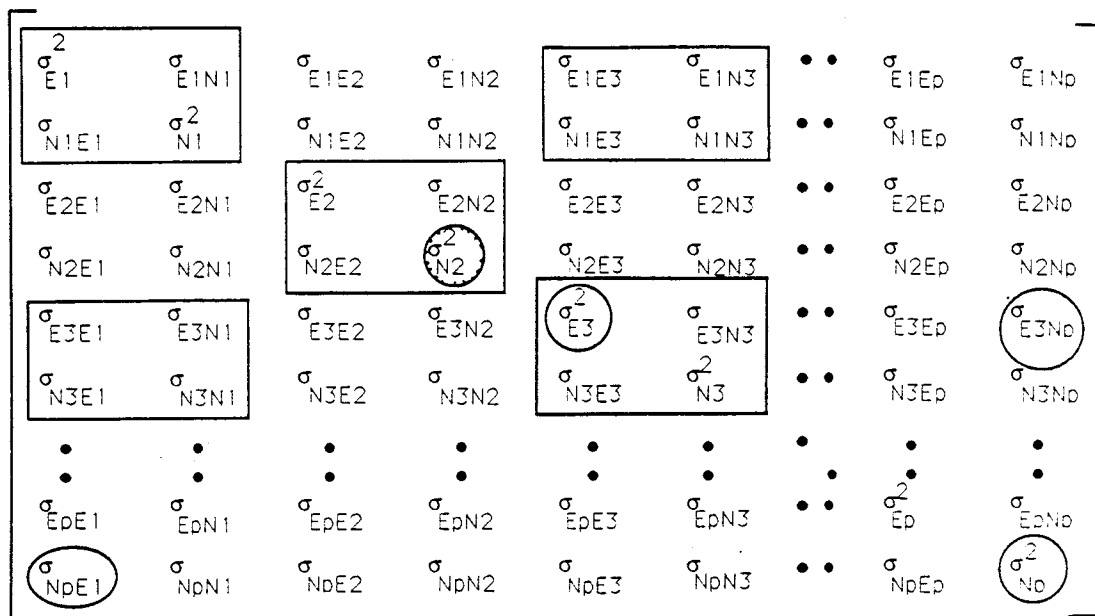 σ²E1 σE1N1 σE1E2 σE1N2 σE1E3 σE1N3 •• σE1Ep σE1Np
σN1E1 σ²N1 σN1E2 σN1N2 σN1E3 σN1N3 •• σN1Ep σN1Np
σE2E1 σE2N1 σ²E2 σE2N2 σE2E3 σE2N3 •• σE2Ep σE2Np
σN2E1 σN2N1 σN2E2 σ²N2 σN2E3 σN2N3 •• σN2Ep σN2Np
σE3E1 σE3N1 σE3E2 σE3N2 σ²E3 σE3N3 •• σE3Ep σE3Np
σN3E1 σN3N1 σN3E2 σN3N2 σN3E3 σ²N3 •• σN3Ep σN3Np
• • • • • • • • •
• • • • • • • • •
σEpE1 σEpN1 σEpE2 σEpN2 σEpE3 σEpN3 •• σ²Ep σEpNp
σNpE1 σNpN1 σNpE2 σNpN2 σNpE3 σNpN3 •• σNpEp σ²Np